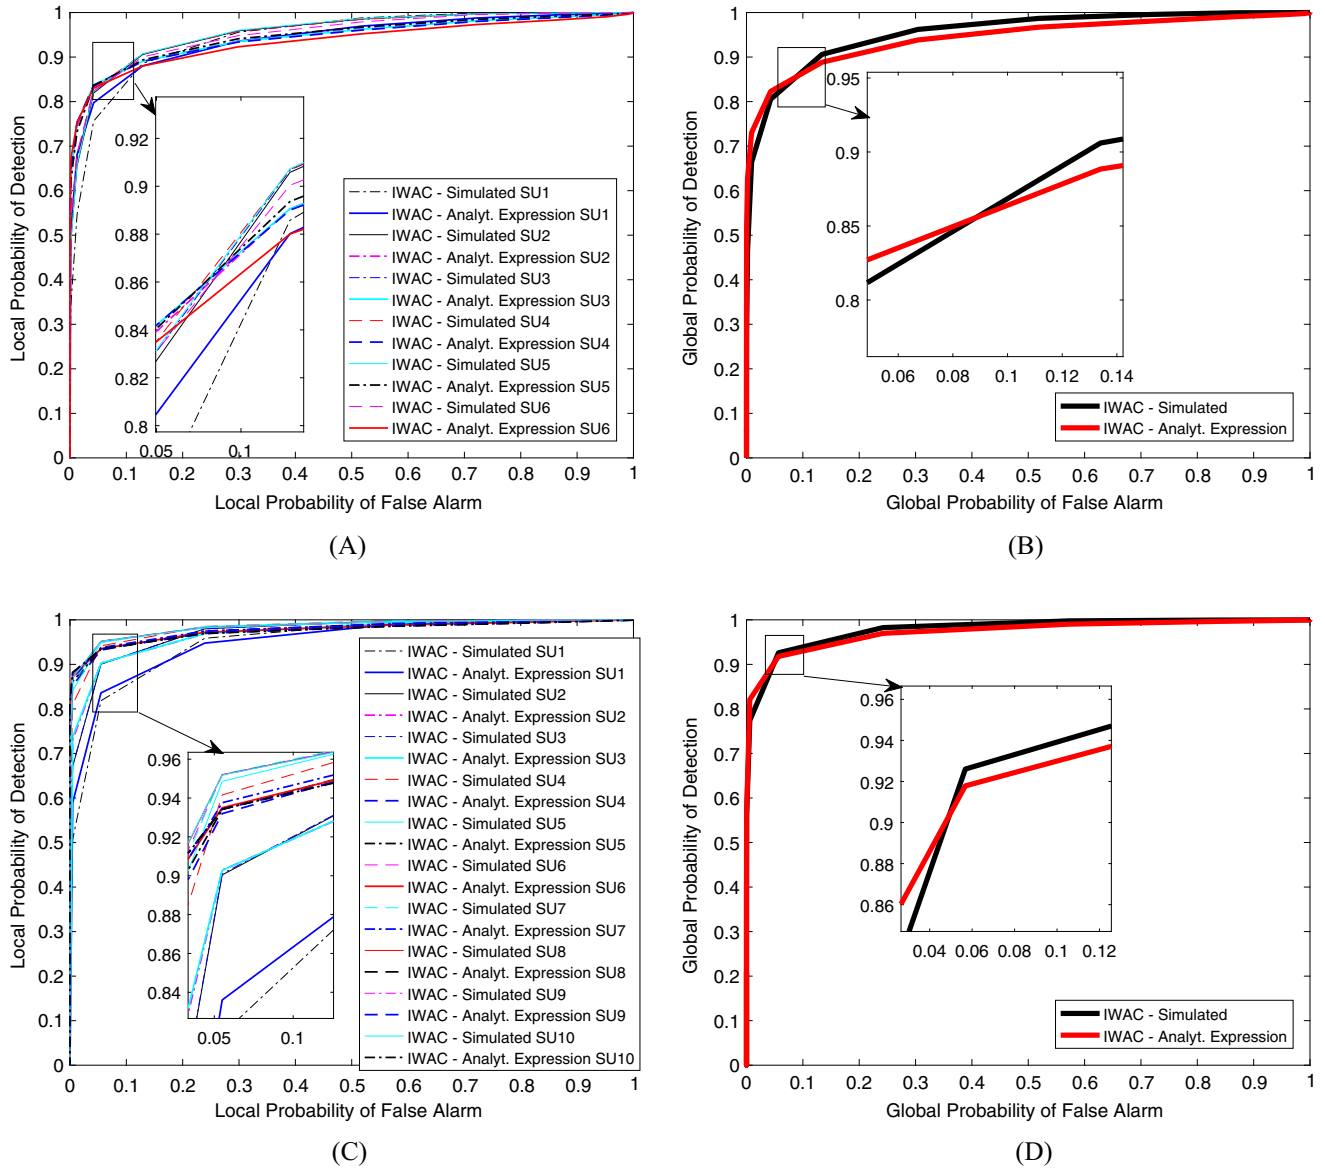 1
0.9
0.8
0.7
0.6
0.5
0.4
0.3
0.2
0.1
0
Local Probability of Detection
0.92
0.9
0.88
0.86
0.84
0.82
0.8
0.05
0.1
IWAC - Simulated SU1
IWAC - Analyt. Expression SU1
IWAC - Simulated SU2
IWAC - Analyt. Expression SU2
IWAC - Simulated SU3
IWAC - Analyt. Expression SU3
IWAC - Simulated SU4
IWAC - Analyt. Expression SU4
IWAC - Simulated SU5
IWAC - Analyt. Expression SU5
IWAC - Simulated SU6
IWAC - Analyt. Expression SU6
0 0.1 0.2 0.3 0.4 0.5 0.6 0.7 0.8 0.9 1
Local Probability of False Alarm
(A)
1
0.9
0.8
0.7
0.6
0.5
0.4
0.3
0.2
0.1
0
Global Probability of Detection
0.95
0.9
0.85
0.8
0.06 0.08 0.1 0.12 0.14
IWAC - Simulated
IWAC - Analyt. Expression
0 0.1 0.2 0.3 0.4 0.5 0.6 0.7 0.8 0.9 1
Global Probability of False Alarm
(B)
1
0.9
0.8
0.7
0.6
0.5
0.4
0.3
0.2
0.1
0
Local Probability of Detection
0.96
0.94
0.92
0.9
0.88
0.86
0.84
0.05 0.1
IWAC - Simulated SU1
IWAC - Analyt. Expression SU1
IWAC - Simulated SU2
IWAC - Analyt. Expression SU2
IWAC - Simulated SU3
IWAC - Analyt. Expression SU3
IWAC - Simulated SU4
IWAC - Analyt. Expression SU4
IWAC - Simulated SU5
IWAC - Analyt. Expression SU5
IWAC - Simulated SU6
IWAC - Analyt. Expression SU6
IWAC - Simulated SU7
IWAC - Analyt. Expression SU7
IWAC - Simulated SU8
IWAC - Analyt. Expression SU8
IWAC - Simulated SU9
IWAC - Analyt. Expression SU9
IWAC - Simulated SU10
IWAC - Analyt. Expression SU10
0 0.1 0.2 0.3 0.4 0.5 0.6 0.7 0.8 0.9 1
Local Probability of False Alarm
(C)
1
0.9
0.8
0.7
0.6
0.5
0.4
0.3
0.2
0.1
0
Global Probability of Detection
0.96
0.94
0.92
0.9
0.88
0.86
0.04 0.06 0.08 0.1 0.12
IWAC - Simulated
IWAC - Analyt. Expression
0 0.1 0.2 0.3 0.4 0.5 0.6 0.7 0.8 0.9 1
Global Probability of False Alarm
(D)